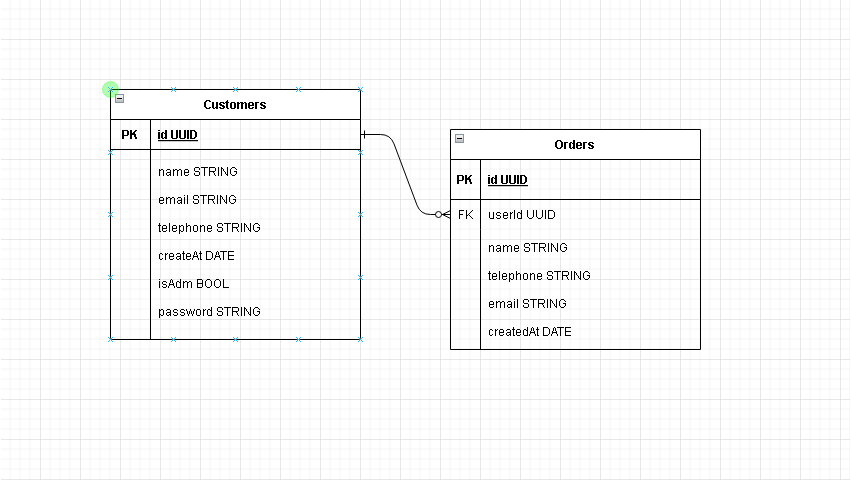 Customers
PK id UUID
name STRING
email STRING
telephone STRING
createAt DATE
isAdm BOOL
password STRING
Orders
PK id UUID
FK userId UUID
name STRING
telephone STRING
email STRING
createdAt DATE